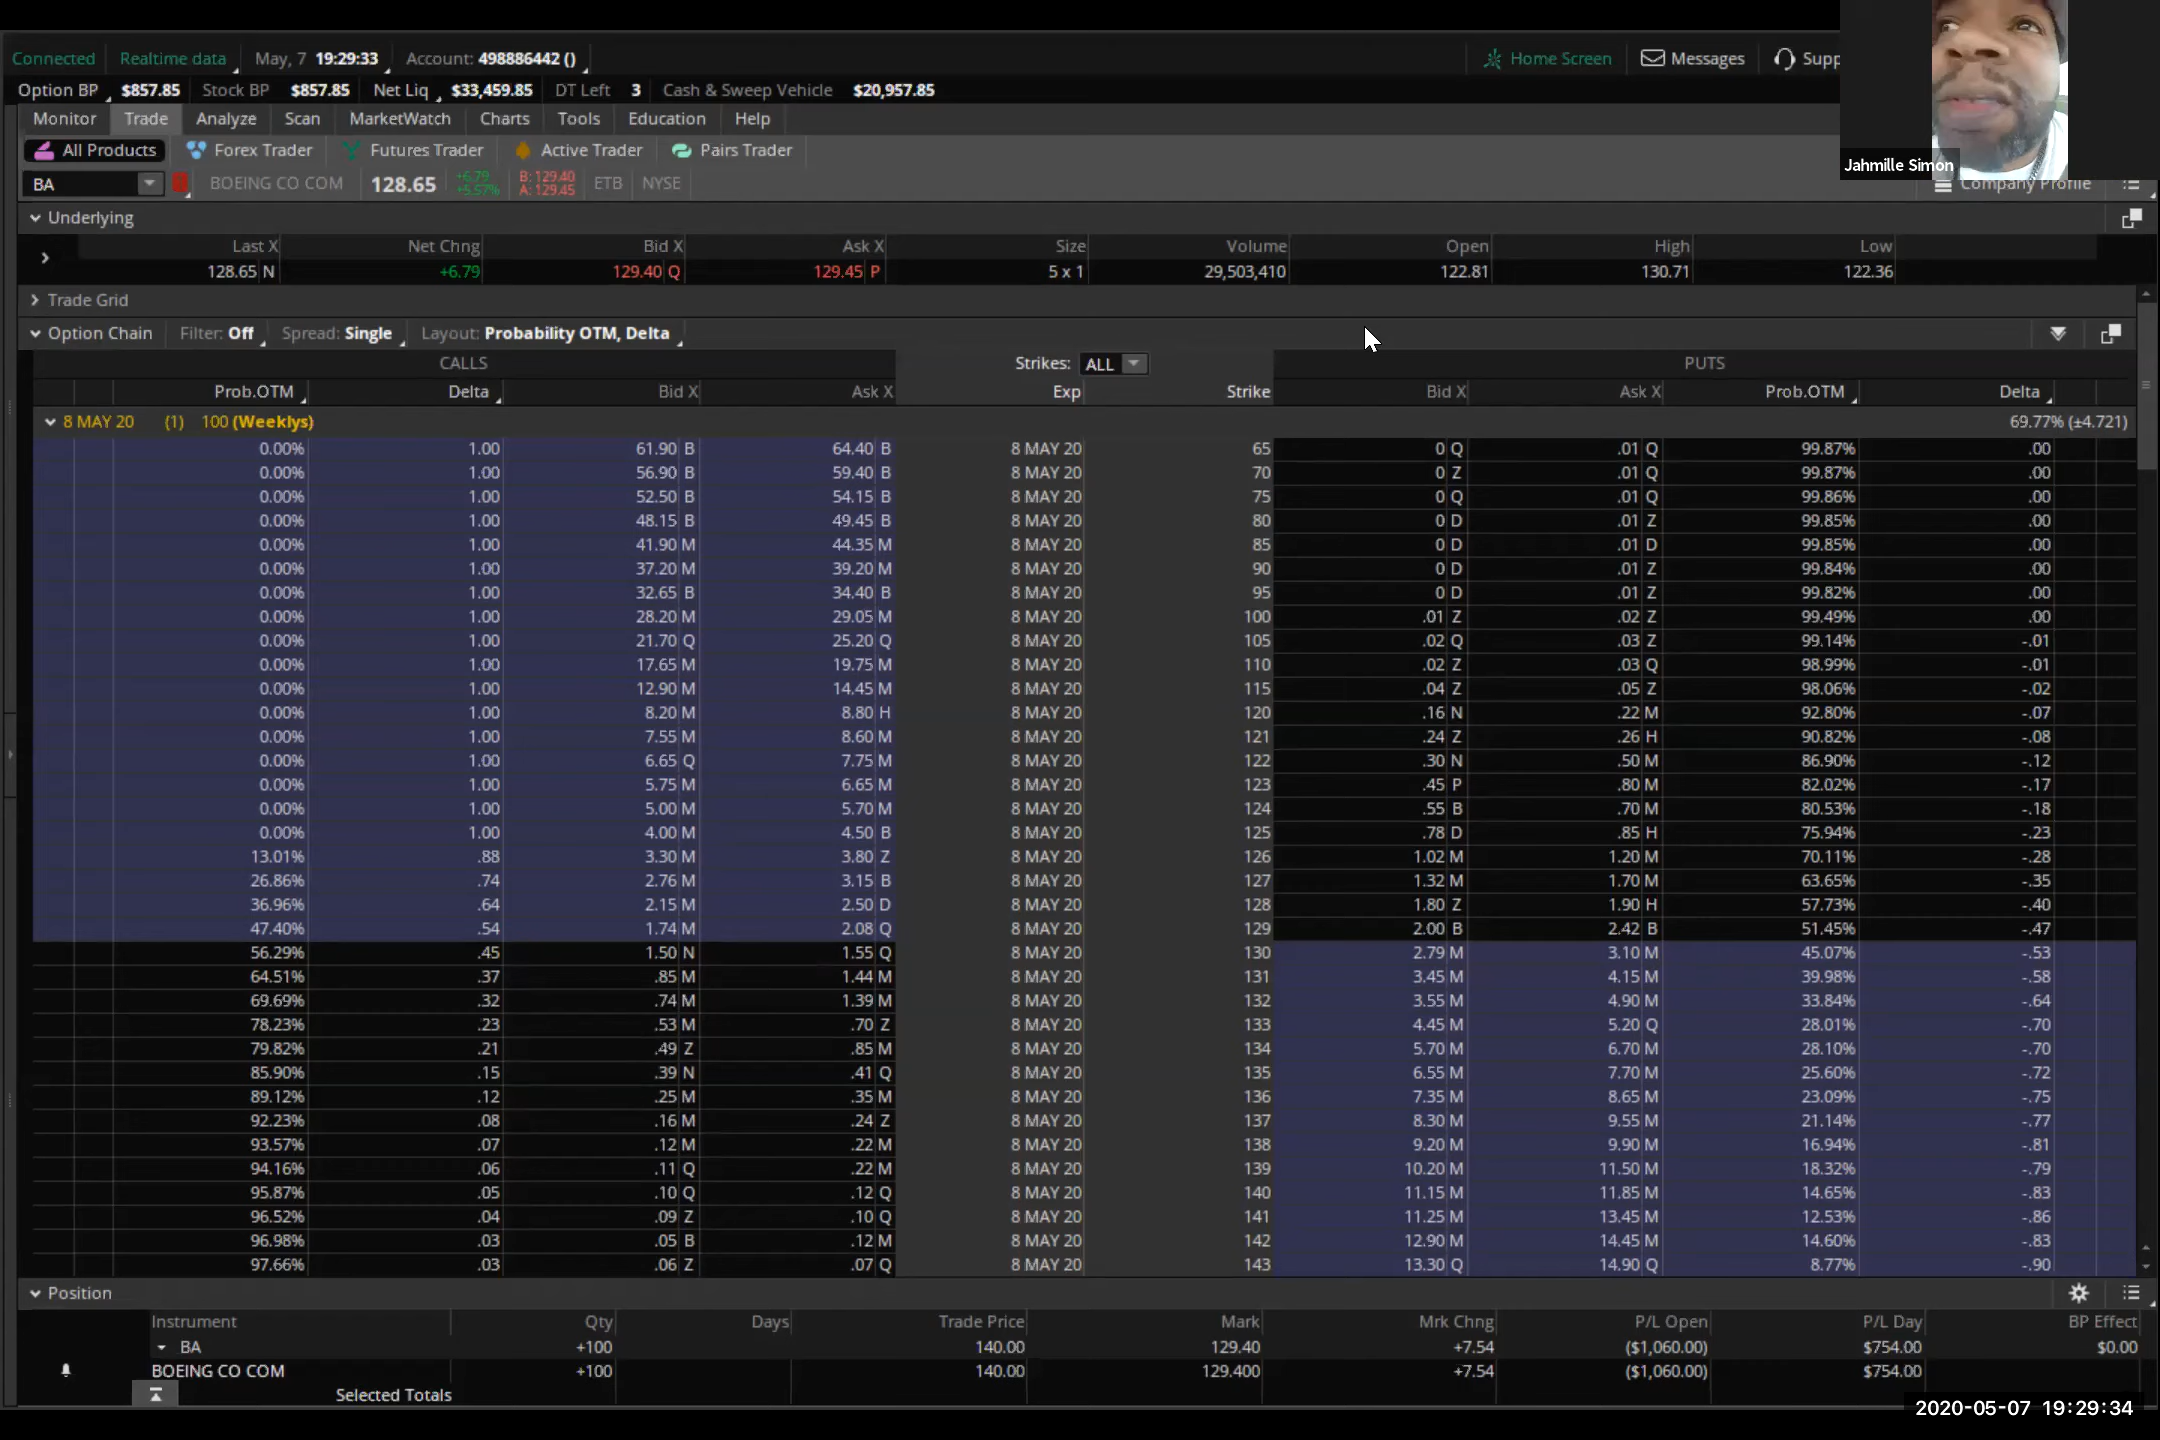 Connected Realtime data May, 7 19:29:33 Account: 498886442 () Home Screen Messages Supp
Option BP $857.85 Stock BP $857.85 Net Liq $33,459.85 DT Left 3 Cash & Sweep Vehicle $20,957.85
Monitor Trade Analyze Scan MarketWatch Charts Tools Education Help
All Products Forex Trader Futures Trader Active Trader Pairs Trader
Jahmille Simon
BA BOEING CO COM 128.65 +6.79 +5.57% B: 129.40 A: 129.45 ETB NYSE Company Profile
Underlying
Last X Net Chng Bid X Ask X Size Volume Open High Low
128.65 N +6.79 129.40 Q 129.45 P 5 x 1 29,503,410 122.81 130.71 122.36
Trade Grid
Option Chain Filter: Off Spread: Single Layout: Probability OTM, Delta
CALLS Strikes: ALL PUTS
Prob.OTM Delta Bid X Ask X Exp Strike Bid X Ask X Prob.OTM Delta
8 MAY 20 (1) 100 (Weeklys) 69.77% (±4.721)
0.00% 1.00 61.90 B 64.40 B 8 MAY 20 65 0 Q .01 Q 99.87% .00
0.00% 1.00 56.90 B 59.40 B 8 MAY 20 70 0 Z .01 Q 99.87% .00
0.00% 1.00 52.50 B 54.15 B 8 MAY 20 75 0 Q .01 Q 99.86% .00
0.00% 1.00 48.15 B 49.45 B 8 MAY 20 80 0 D .01 Z 99.85% .00
0.00% 1.00 41.90 M 44.35 M 8 MAY 20 85 0 D .01 D 99.85% .00
0.00% 1.00 37.20 M 39.20 M 8 MAY 20 90 0 D .01 Z 99.84% .00
0.00% 1.00 32.65 B 34.40 B 8 MAY 20 95 0 D .01 Z 99.82% .00
0.00% 1.00 28.20 M 29.05 M 8 MAY 20 100 .01 Z .02 Z 99.49% .00
0.00% 1.00 21.70 Q 25.20 Q 8 MAY 20 105 .02 Q .03 Z 99.14% -.01
0.00% 1.00 17.65 M 19.75 M 8 MAY 20 110 .02 Z .03 Q 98.99% -.01
0.00% 1.00 12.90 M 14.45 M 8 MAY 20 115 .04 Z .05 Z 98.06% -.02
0.00% 1.00 8.20 M 8.80 H 8 MAY 20 120 .16 N .22 M 92.80% -.07
0.00% 1.00 7.55 M 8.60 M 8 MAY 20 121 .24 Z .26 H 90.82% -.08
0.00% 1.00 6.65 Q 7.75 M 8 MAY 20 122 .30 N .50 M 86.90% -.12
0.00% 1.00 5.75 M 6.65 M 8 MAY 20 123 .45 P .80 M 82.02% -.17
0.00% 1.00 5.00 M 5.70 M 8 MAY 20 124 .55 B .70 M 80.53% -.18
0.00% 1.00 4.00 M 4.50 B 8 MAY 20 125 .78 D .85 H 75.94% -.23
13.01% .88 3.30 M 3.80 Z 8 MAY 20 126 1.02 M 1.20 M 70.11% -.28
26.86% .74 2.76 M 3.15 B 8 MAY 20 127 1.32 M 1.70 M 63.65% -.35
36.96% .64 2.15 M 2.50 D 8 MAY 20 128 1.80 Z 1.90 H 57.73% -.40
47.40% .54 1.74 M 2.08 Q 8 MAY 20 129 2.00 B 2.42 B 51.45% -.47
56.29% .45 1.50 N 1.55 Q 8 MAY 20 130 2.79 M 3.10 M 45.07% -.53
64.51% .37 .85 M 1.44 M 8 MAY 20 131 3.45 M 4.15 M 39.98% -.58
69.69% .32 .74 M 1.39 M 8 MAY 20 132 3.55 M 4.90 M 33.84% -.64
78.23% .23 .53 M .70 Z 8 MAY 20 133 4.45 M 5.20 Q 28.01% -.70
79.82% .21 .49 Z .85 M 8 MAY 20 134 5.70 M 6.70 M 28.10% -.70
85.90% .15 .39 N .41 Q 8 MAY 20 135 6.55 M 7.70 M 25.60% -.72
89.12% .12 .25 M .35 M 8 MAY 20 136 7.35 M 8.65 M 23.09% -.75
92.23% .08 .16 M .24 Z 8 MAY 20 137 8.30 M 9.55 M 21.14% -.77
93.57% .07 .12 M .22 M 8 MAY 20 138 9.20 M 9.90 M 16.94% -.81
94.16% .06 .11 Q .22 M 8 MAY 20 139 10.20 M 11.50 M 18.32% -.79
95.87% .05 .10 Q .12 Q 8 MAY 20 140 11.15 M 11.85 M 14.65% -.83
96.52% .04 .09 Z .10 Q 8 MAY 20 141 11.25 M 13.45 M 12.53% -.86
96.98% .03 .05 B .12 M 8 MAY 20 142 12.90 M 14.45 M 14.60% -.83
97.66% .03 .06 Z .07 Q 8 MAY 20 143 13.30 Q 14.90 Q 8.77% -.90
Position
Instrument Qty Days Trade Price Mark Mrk Chng P/L Open P/L Day BP Effect
BA +100 140.00 129.40 +7.54 ($1,060.00) $754.00 $0.00
BOEING CO COM +100 140.00 129.400 +7.54 ($1,060.00) $754.00
Selected Totals
2020-05-07 19:29:34